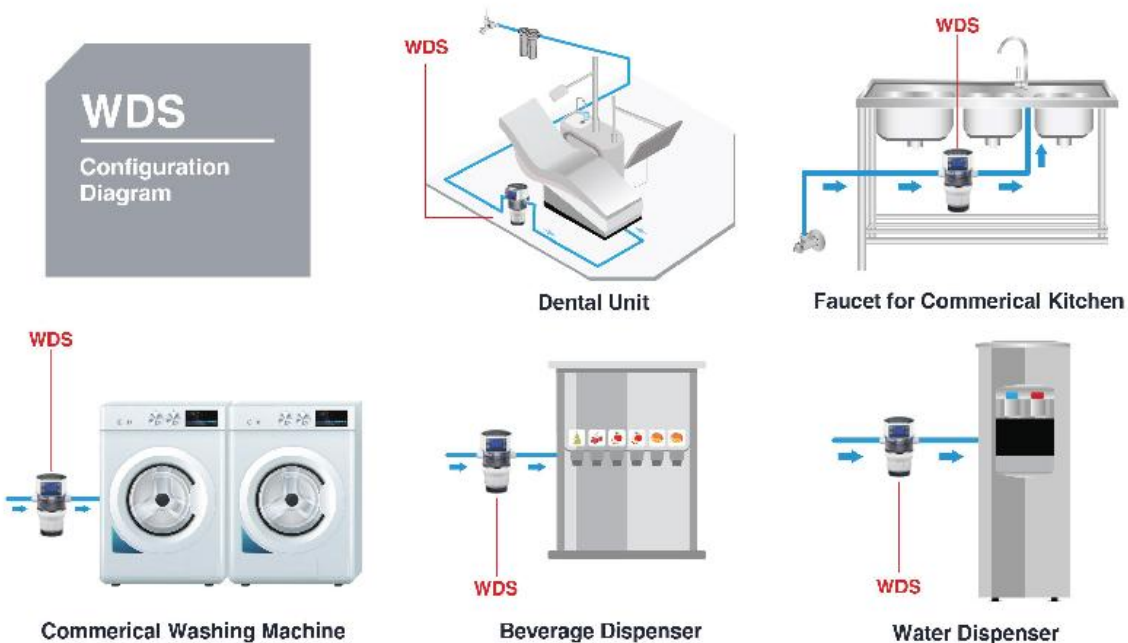 WDS
Configuration
Diagram
WDS
Dental Unit
WDS
Faucet for Commerical Kitchen
WDS
Commerical Washing Machine
WDS
Beverage Dispenser
WDS
Water Dispenser